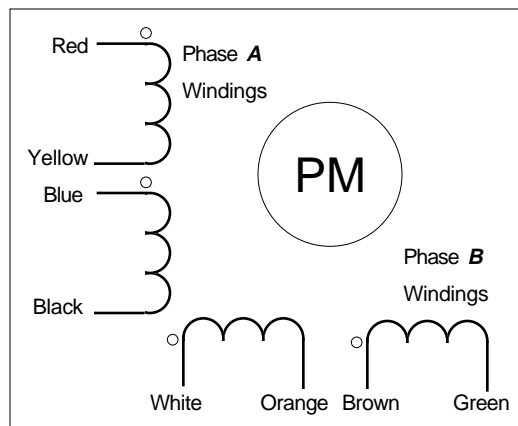 Red
Phase A
Windings
Yellow
Blue
Black
PM
Phase B
Windings
White
Orange
Brown
Green